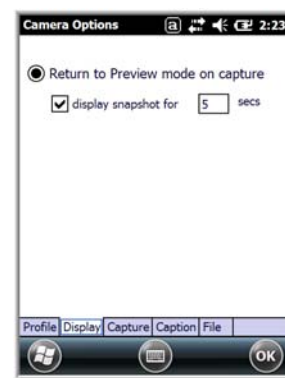 Camera Options a 2:23
Return to Preview mode on capture
display snapshot for 5 secs
Profile Display Capture Caption File
OK